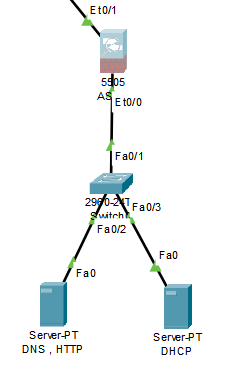 Et0/1
5505
AS
Et0/0
Fa0/1
2960-24T
Switch
Fa0/3
Fa0/2
Fa0
Fa0
Server-PT
DNS , HTTP
Server-PT
DHCP